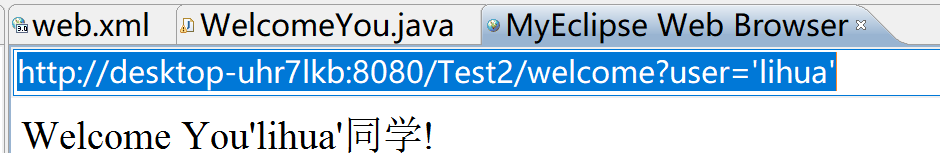 web.xml WelcomeYou.java MyEclipse Web Browser
http://desktop-uhr7lkb:8080/Test2/welcome?user='lihua'
Welcome You'lihua'同学!